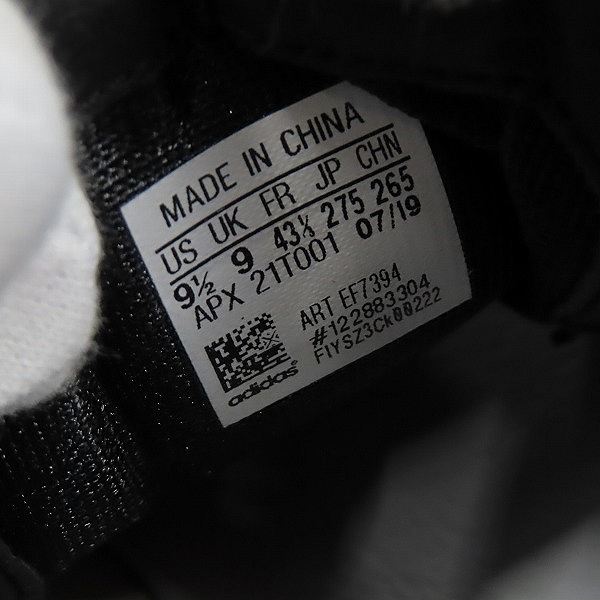 MADE IN CHINA
US UK FR JP CHN
9½ 9 43⅓ 275 265
APX 21T001 07/19
ART EF7394
#122883304
FIYSZ3Ck00222
adidas